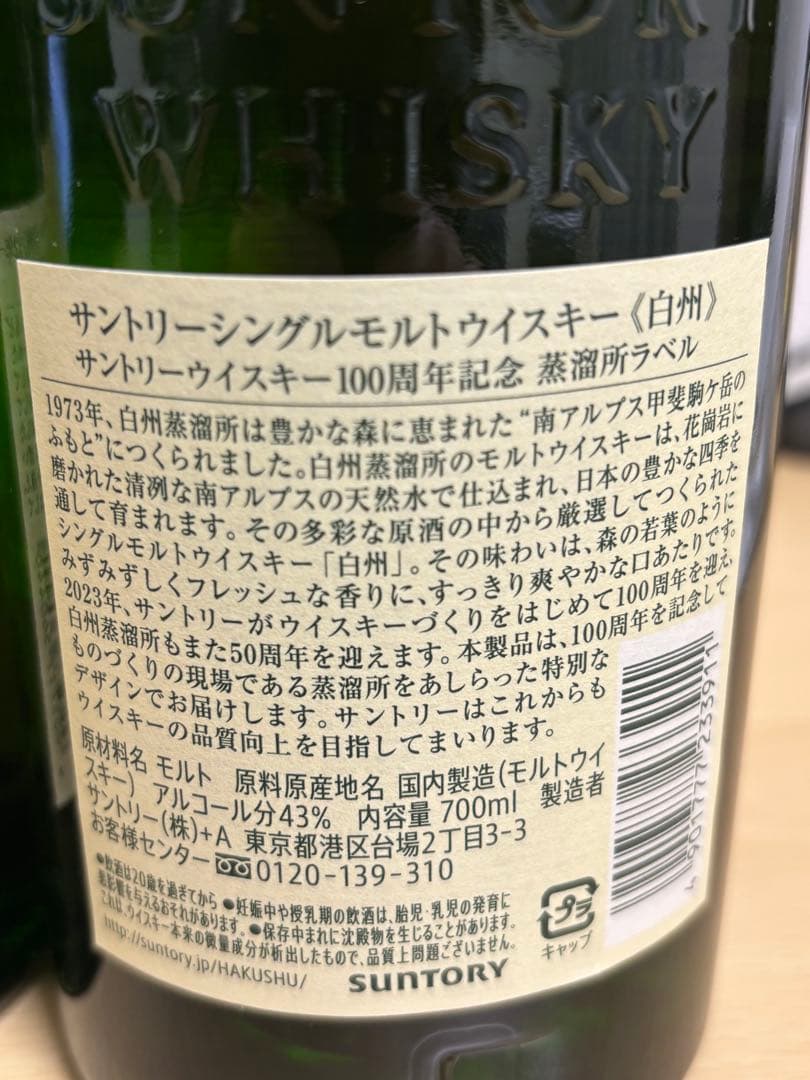 SUNTORY
WHISKY
サントリーシングルモルトウイスキー《白州》
サントリーウイスキー100周年記念 蒸溜所ラベル
1973年、白州蒸溜所は豊かな森に恵まれた“南アルプス甲斐駒ケ岳の
ふもと”につくられました。白州蒸溜所のモルトウイスキーは、花崗岩に
磨かれた清冽な南アルプスの天然水で仕込まれ、日本の豊かな四季を
通して育まれます。その多彩な原酒の中から厳選してつくられた
シングルモルトウイスキー「白州」。その味わいは、森の若葉のように
みずみずしくフレッシュな香りに、すっきり爽やかな口あたりです。
2023年、サントリーがウイスキーづくりをはじめて100周年を迎え、
白州蒸溜所もまた50周年を迎えます。本製品は、100周年を記念して
ものづくりの現場である蒸溜所をあしらった特別な
デザインでお届けします。サントリーはこれからも
ウイスキーの品質向上を目指してまいります。
原材料名 モルト 原料原産地名 国内製造(モルトウイ
スキー) アルコール分43% 内容量 700ml 製造者
サントリー(株)+A 東京都港区台場2丁目3-3
お客様センター 0120-139-310
●飲酒は20歳を過ぎてから ●妊娠中や授乳期の飲酒は、胎児・乳児の発育に
悪影響を与えるおそれがあります。●保存中まれに沈殿物を生じることがあります。
これは、ウイスキー本来の微量成分が析出したもので、品質上問題ございません。
http://suntory.jp/HAKUSHU/
SUNTORY
プラ
キャップ
4 901777 233911